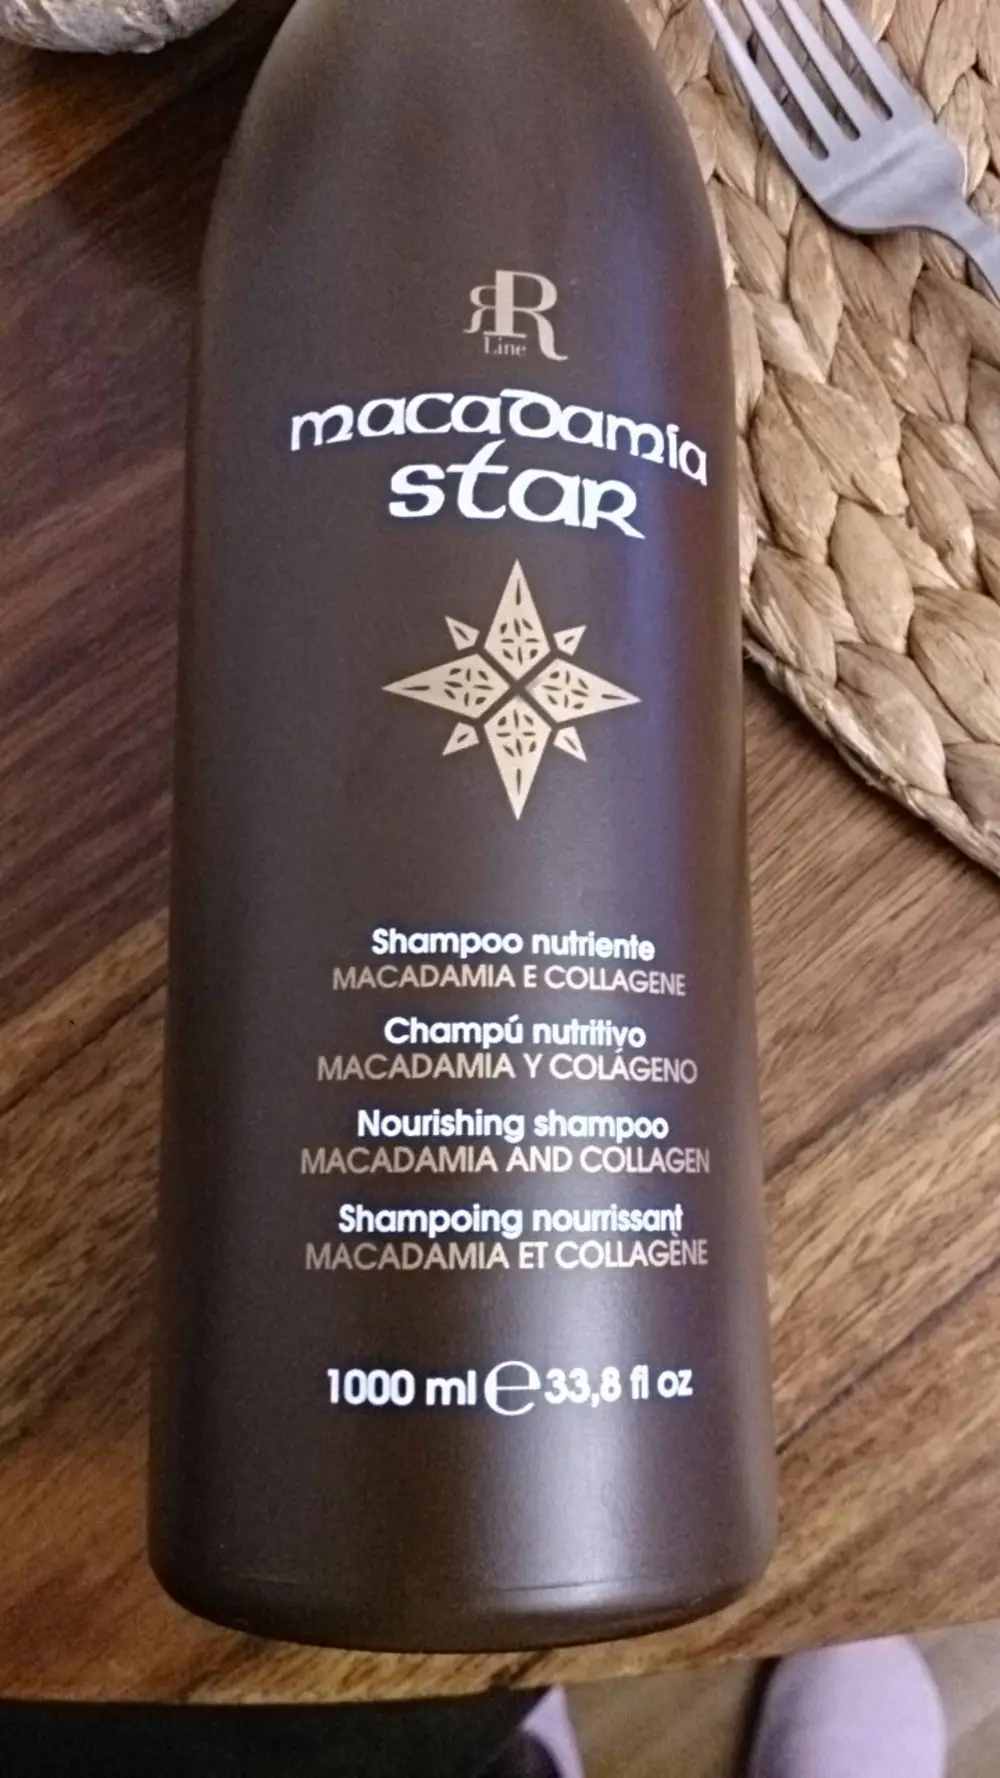 RR
Line
macadamia
star
Shampoo nutriente
MACADAMIA E COLLAGENE
Champú nutritivo
MACADAMIA Y COLÁGENO
Nourishing shampoo
MACADAMIA AND COLLAGEN
Shampoing nourrissant
MACADAMIA ET COLLAGÈNE
1000 ml e 33,8 fl oz